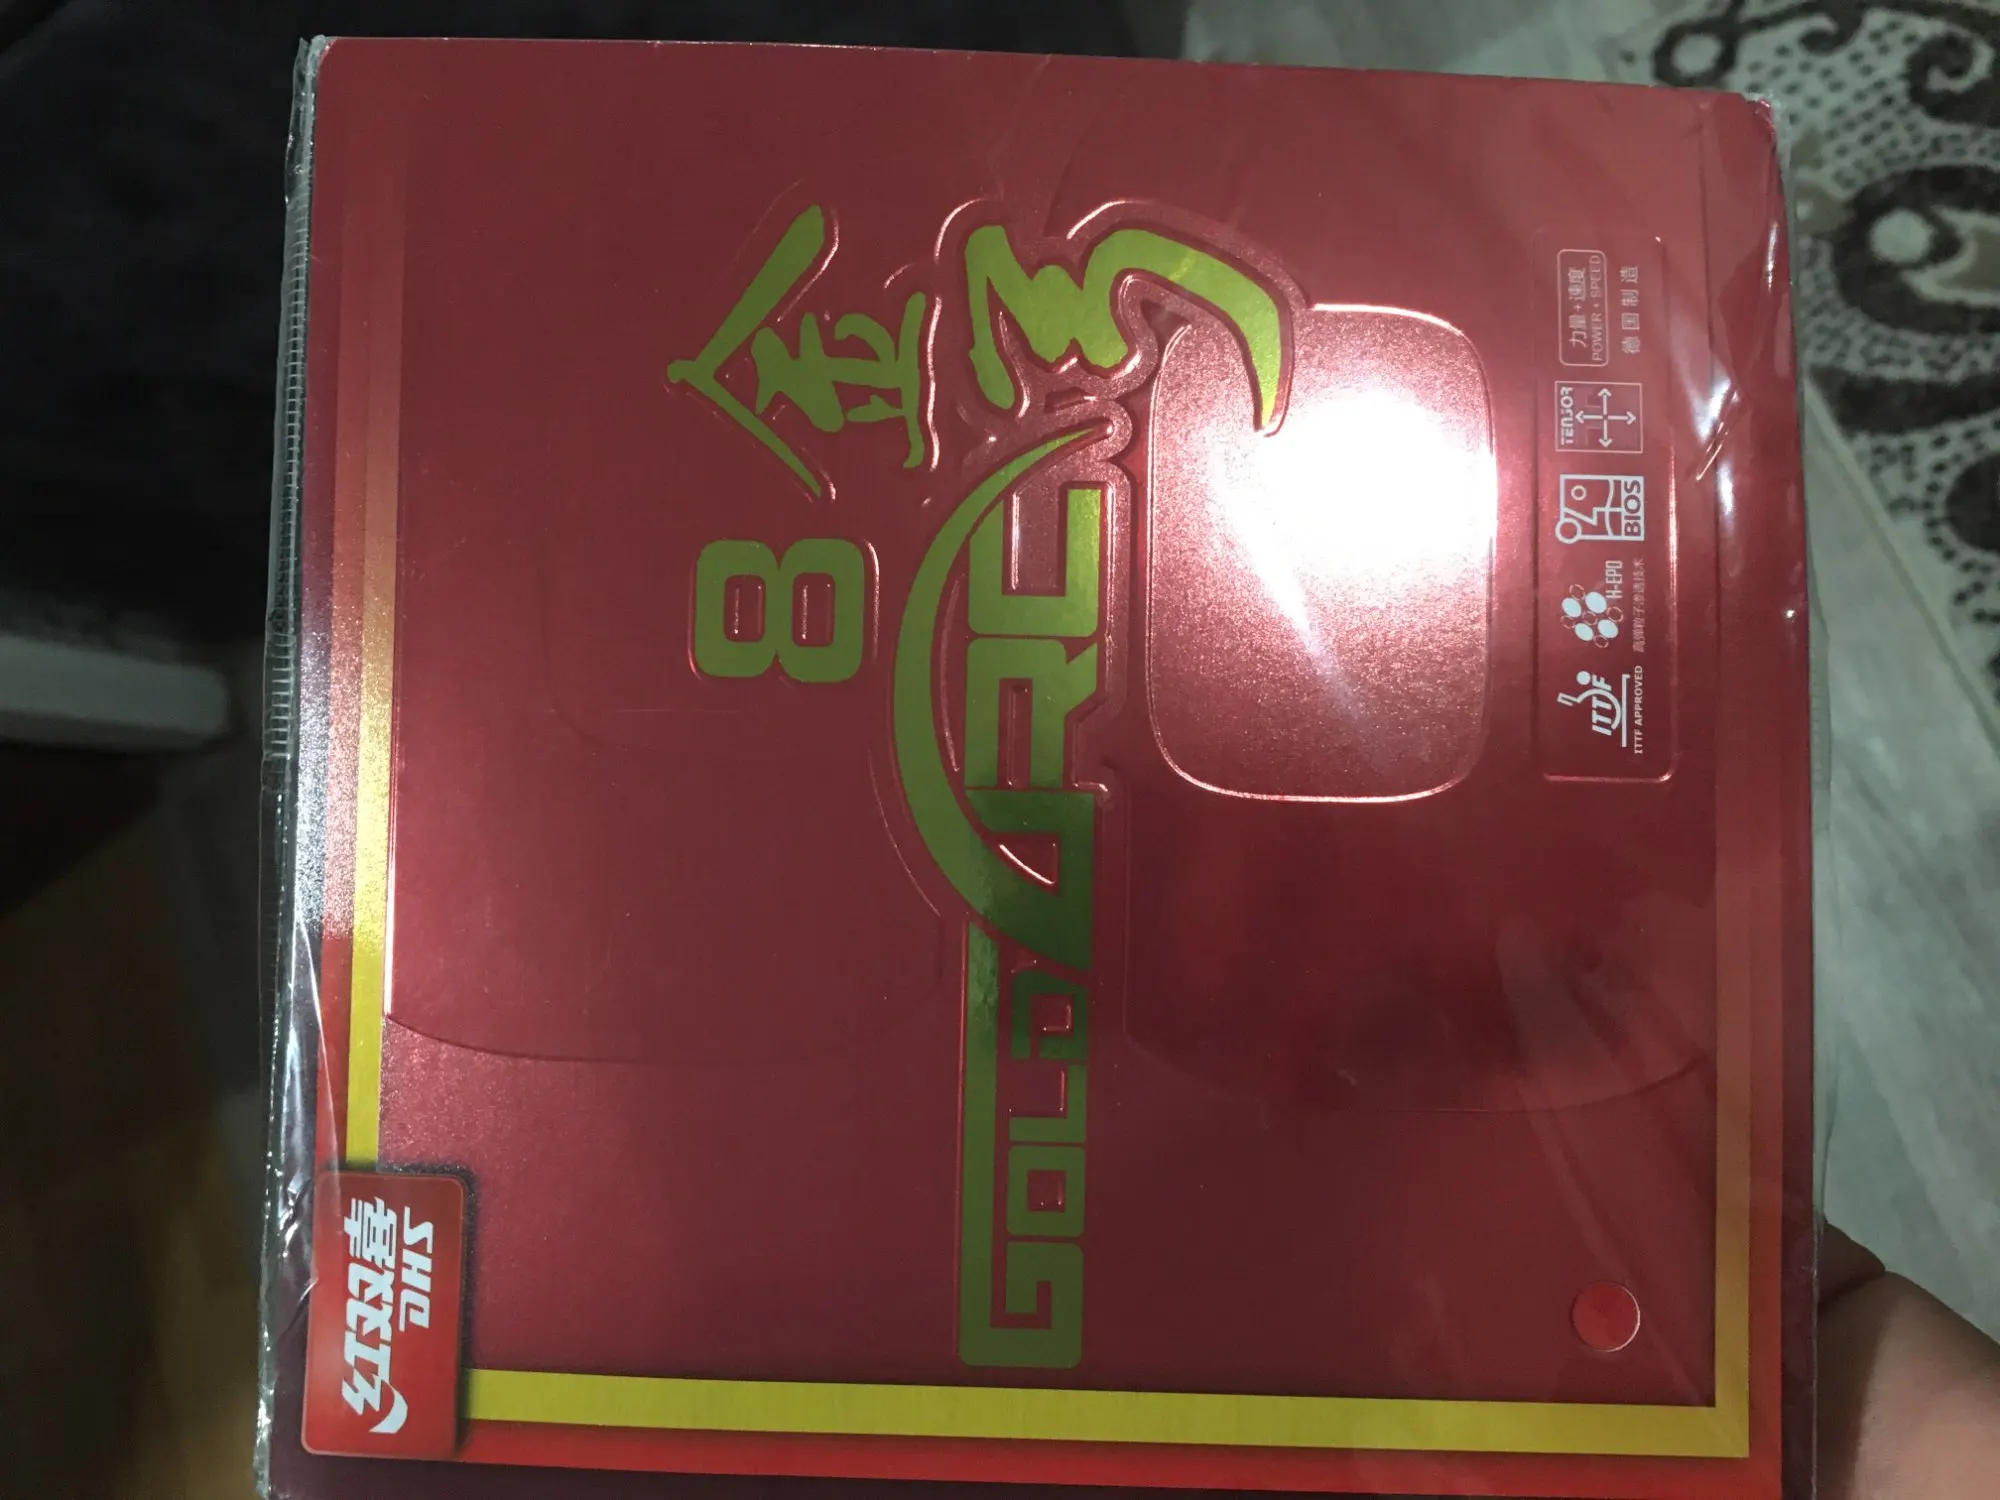 红双喜
DHS
金弓
8
GOLD ARC
ITTF
ITTF APPROVED
H-EPO
高弹粒子渗透技术
BIOS
TENSOR
力量+速度
POWER + SPEED
德国制造